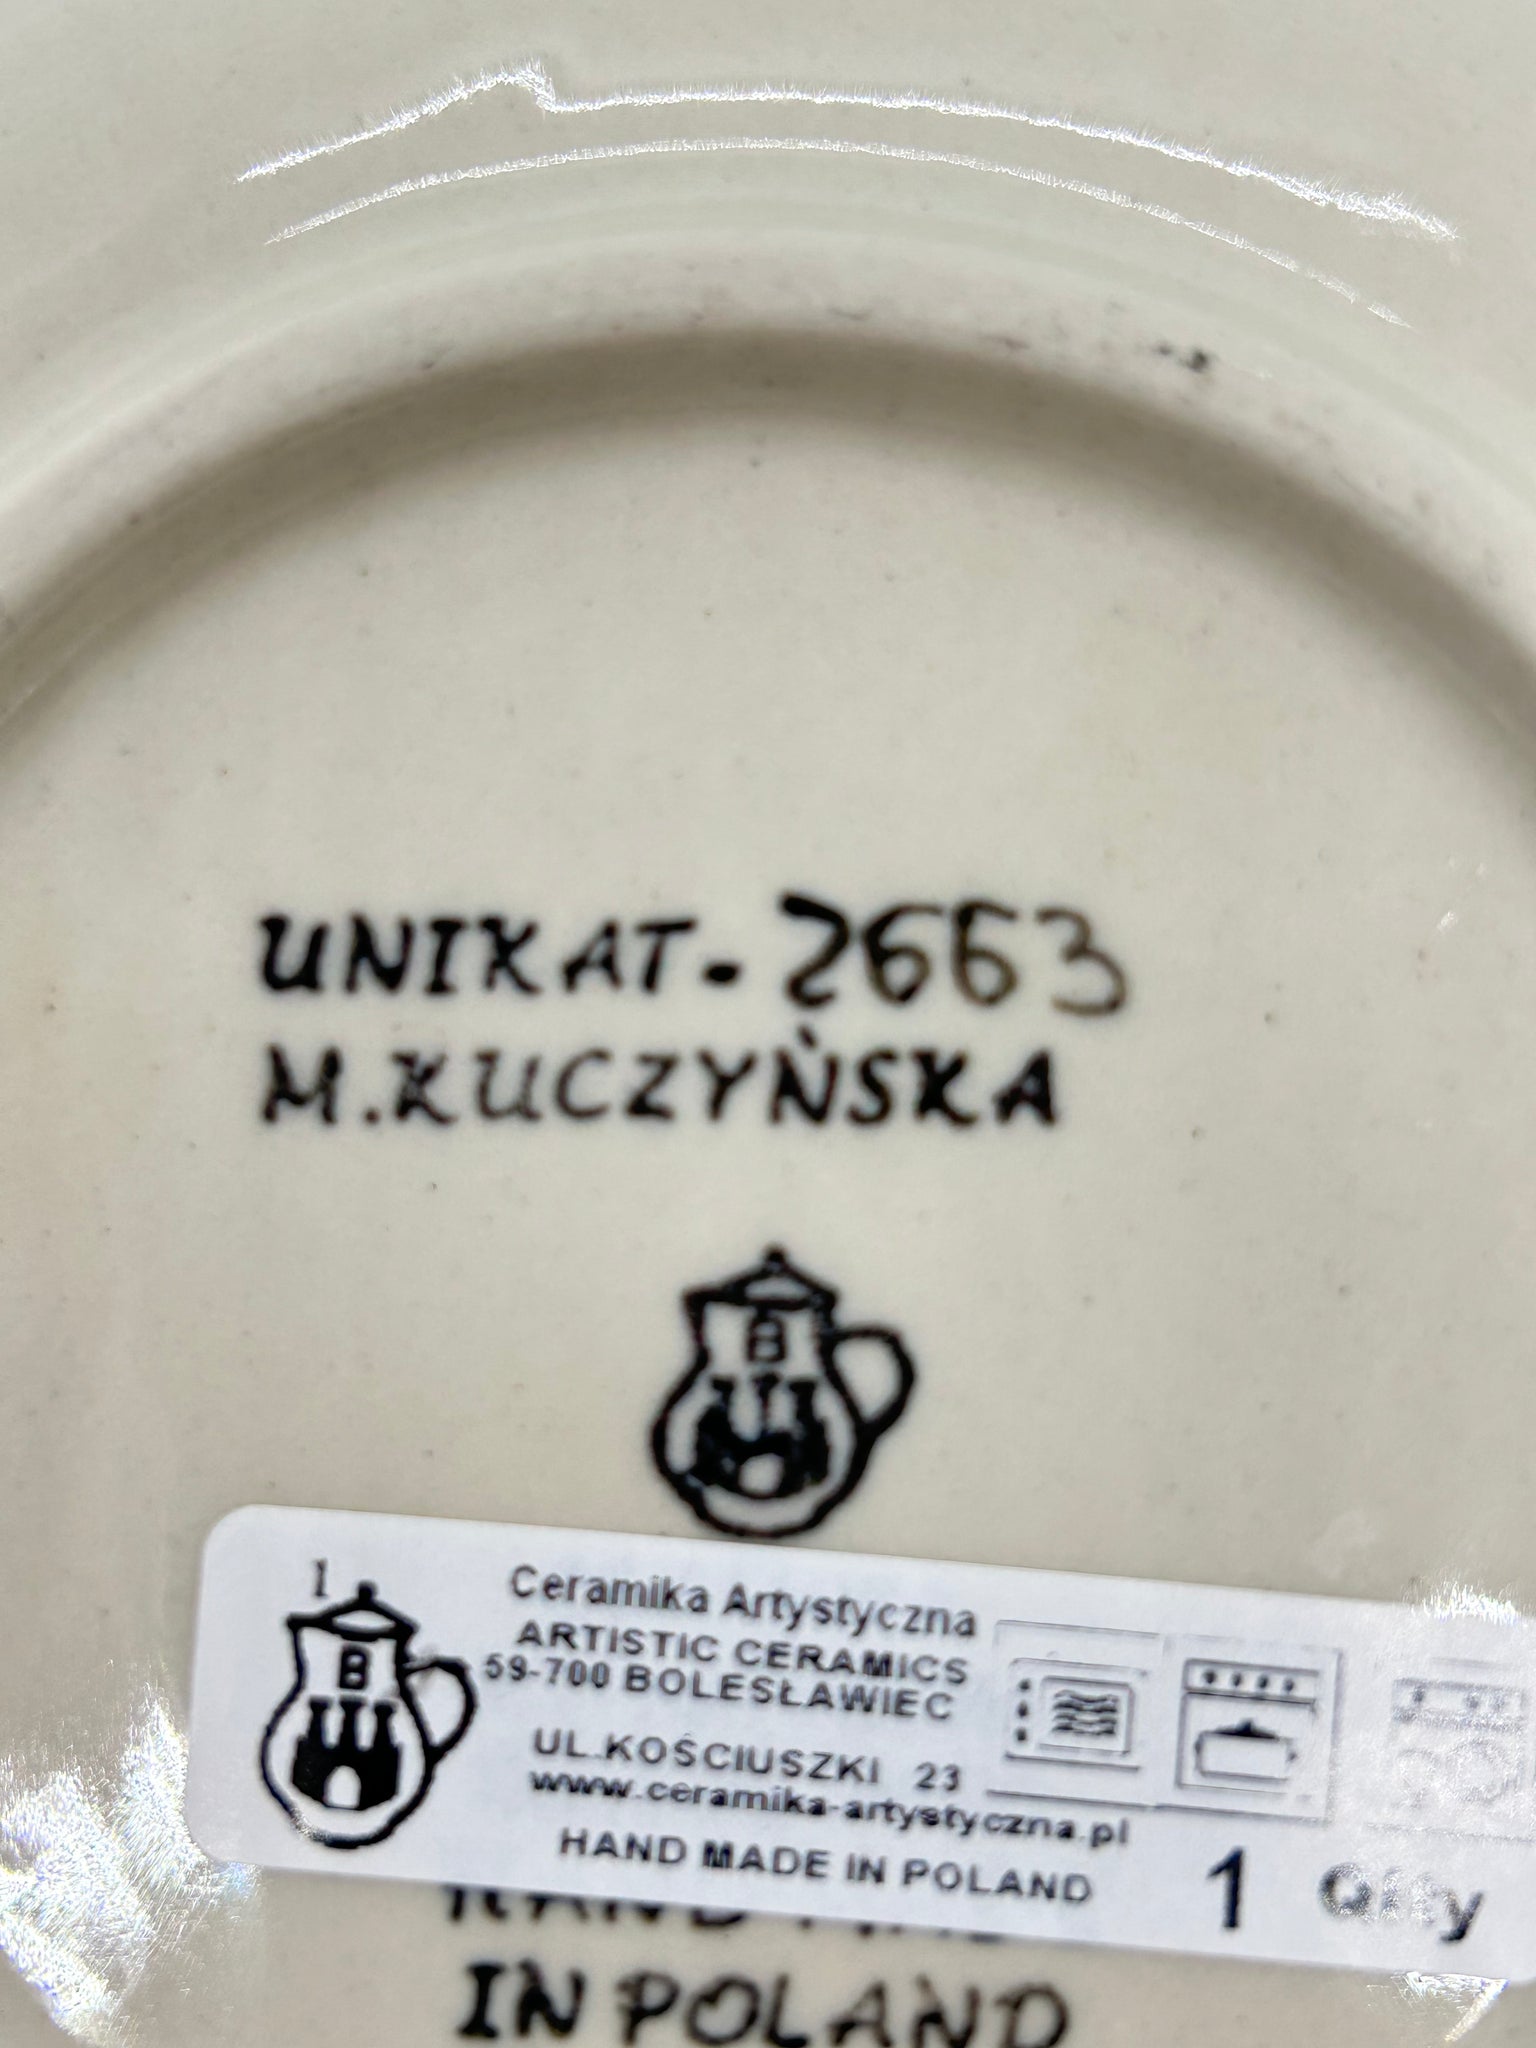 UNIKAT-2663
M.KUCZYŃSKA
B
1
B
Ceramika Artystyczna
ARTISTIC CERAMICS
59-700 BOLESŁAWIEC
UL.KOŚCIUSZKI 23
www.ceramika-artystyczna.pl
HAND MADE IN POLAND
1
IN POLAND